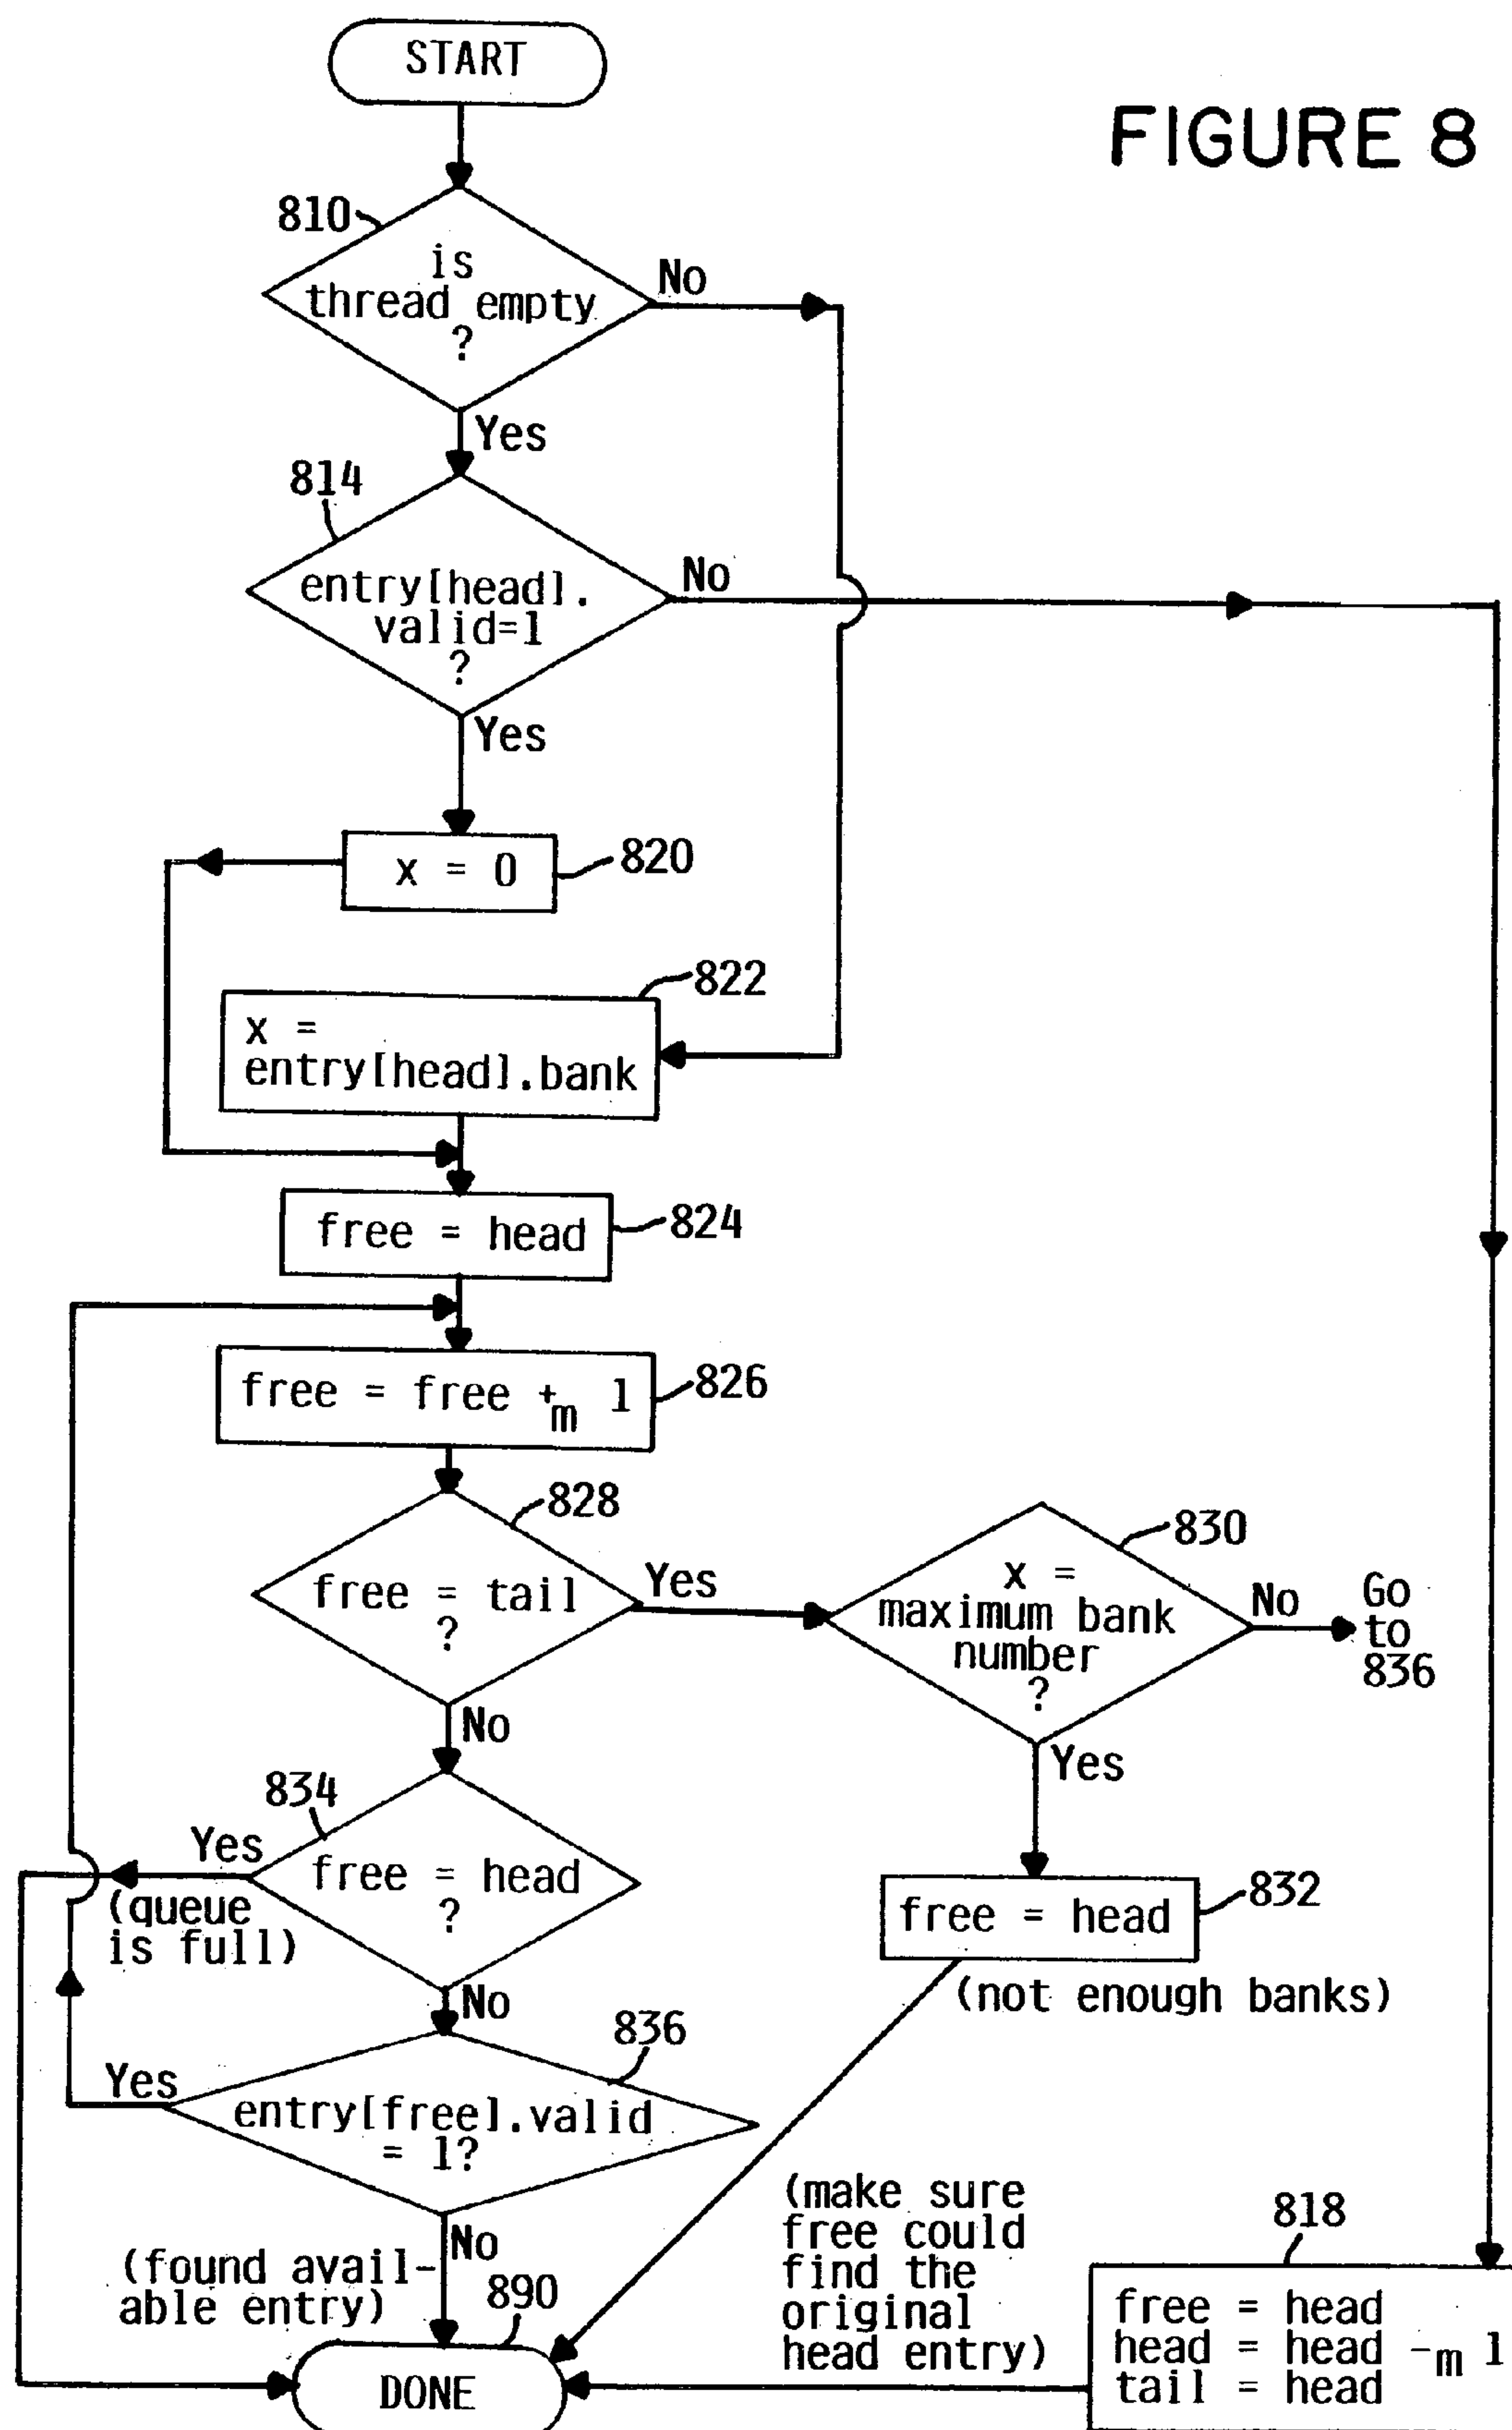 START
FIGURE 8
810
is
thread empty
?
No
Yes
814
entry[head].
valid=1
?
No
Yes
x = 0
820
822
x =
entry[head].bank
free = head
824
free = free +m 1
826
828
free = tail
?
Yes
No
830
x =
maximum bank
number
?
No
Go
to
836
Yes
834
free = head
?
Yes
(queue
is full)
No
free = head
832
(not enough banks)
836
entry[free].valid
= 1?
Yes
No
(found avail-
able entry)
890
DONE
(make sure
free could
find the
original
head entry)
818
free = head
head = head -m 1
tail = head